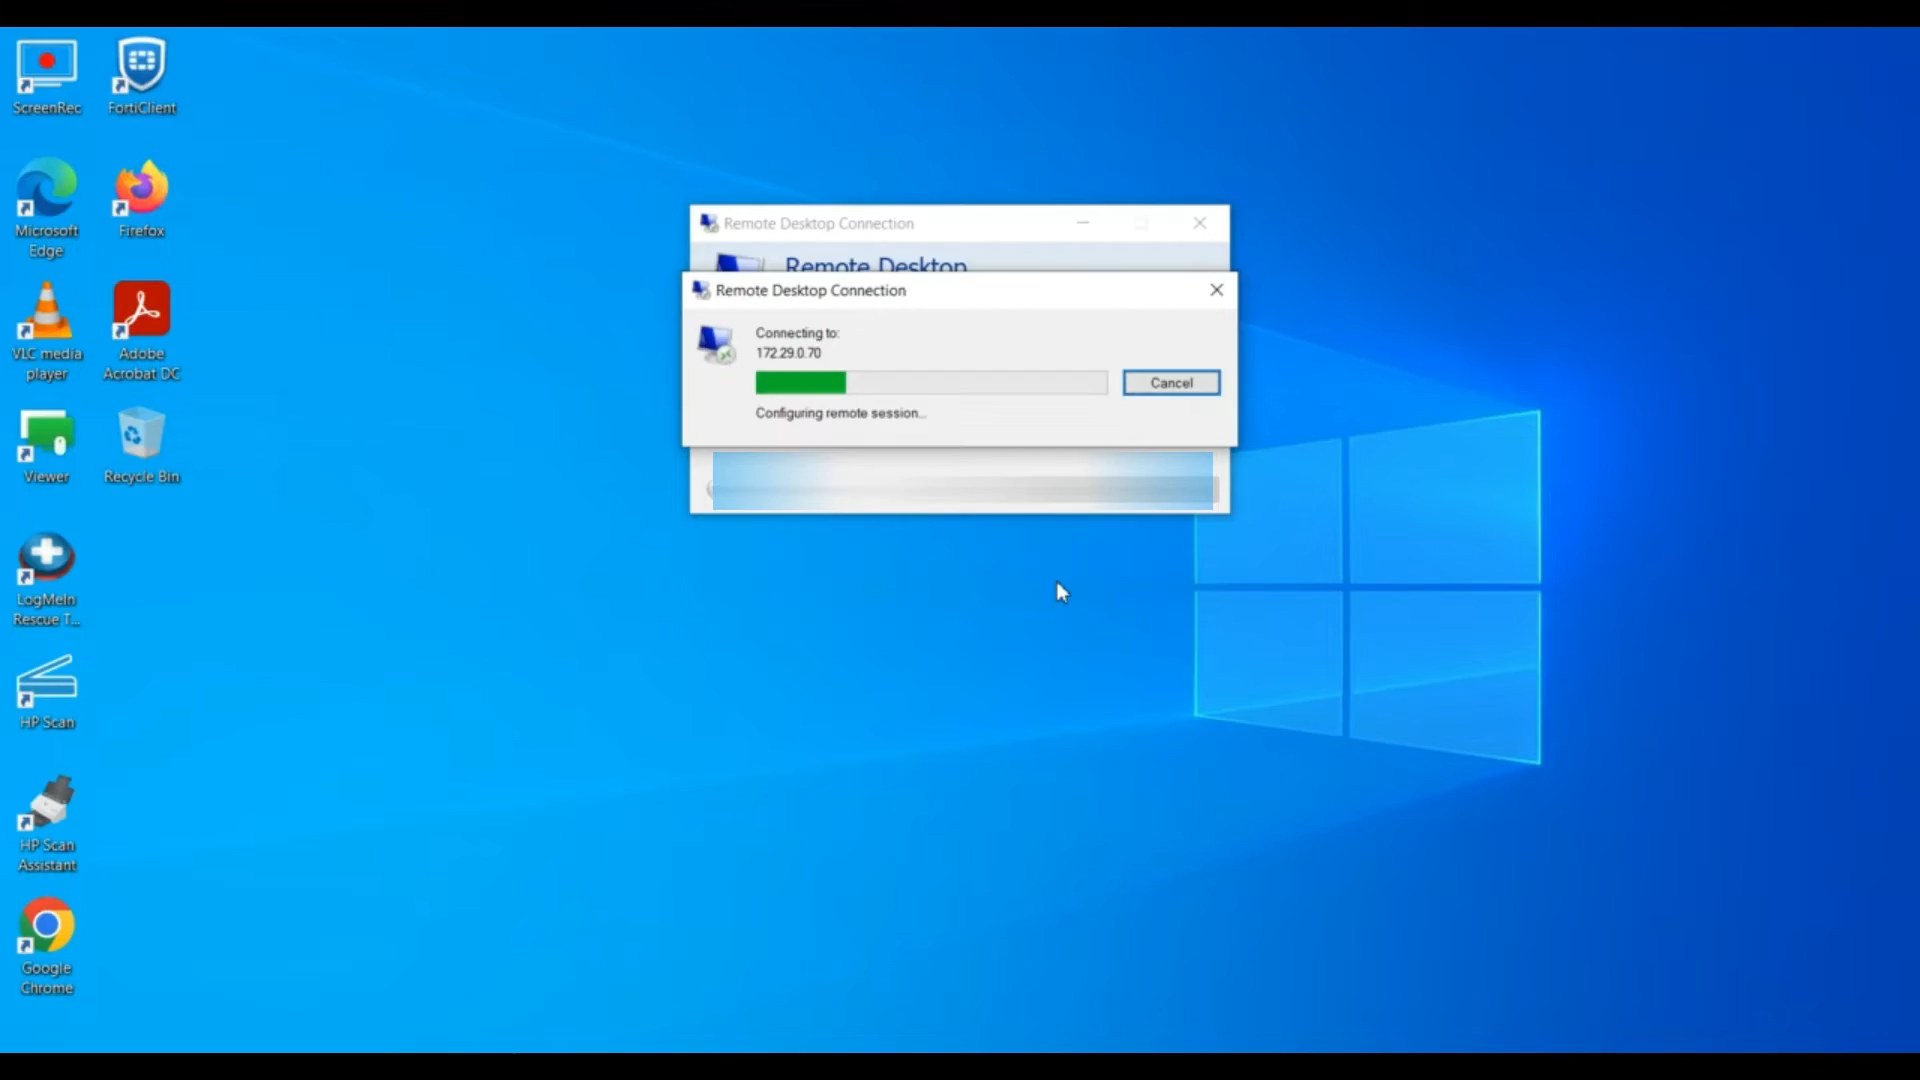 ScreenRec
FortiClient
Microsoft
Edge
Firefox
VLC media
player
Adobe
Acrobat DC
Viewer
Recycle Bin
LogMeIn
Rescue T...
HP Scan
HP Scan
Assistant
Google
Chrome
Remote Desktop Connection
Remote Desktop
Remote Desktop Connection
Connecting to:
172.29.0.70
Cancel
Configuring remote session...